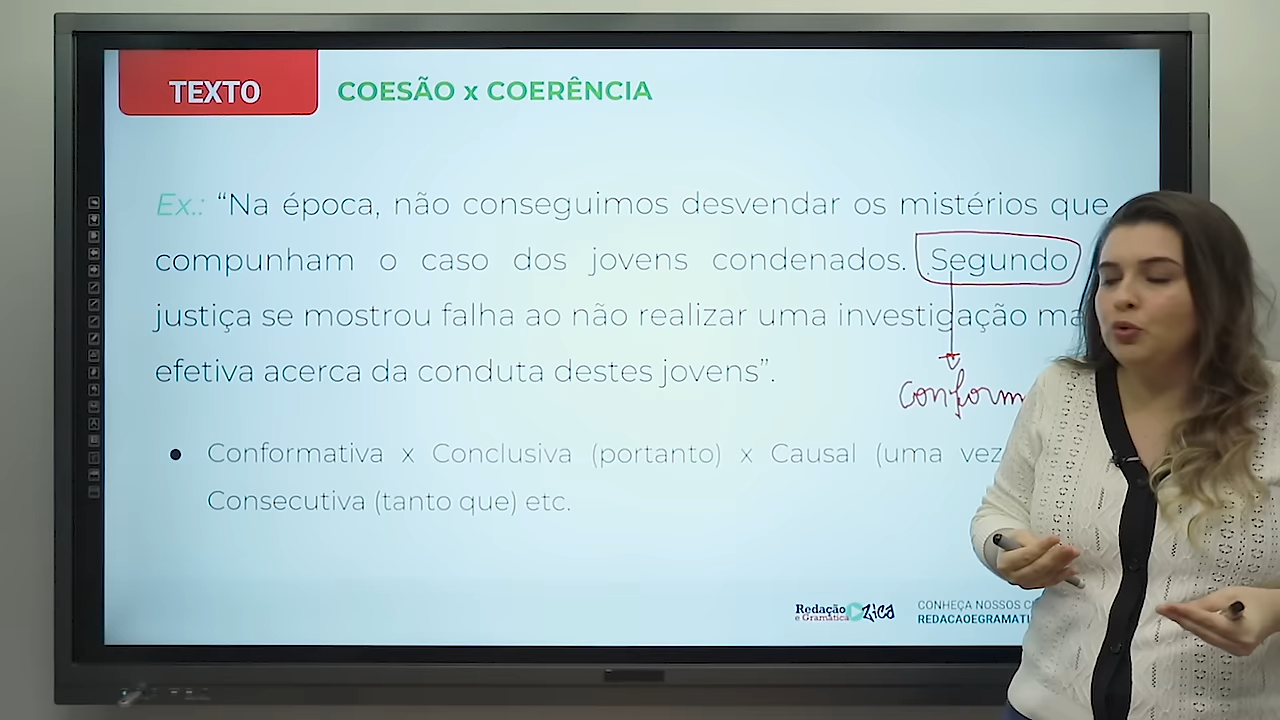 TEXTO
COESÃO x COERÊNCIA
Ex.: “Na época, não conseguimos desvendar os mistérios que
compunham o caso dos jovens condenados. Segundo
justiça se mostrou falha ao não realizar uma investigação
efetiva acerca da conduta destes jovens”.
conform
Conformativa x Conclusiva (portanto) x Causal (uma vez
Consecutiva (tanto que) etc.
Redação e Gramática Zica
CONHEÇA NOSSOS
REDACAOEGRAMATI